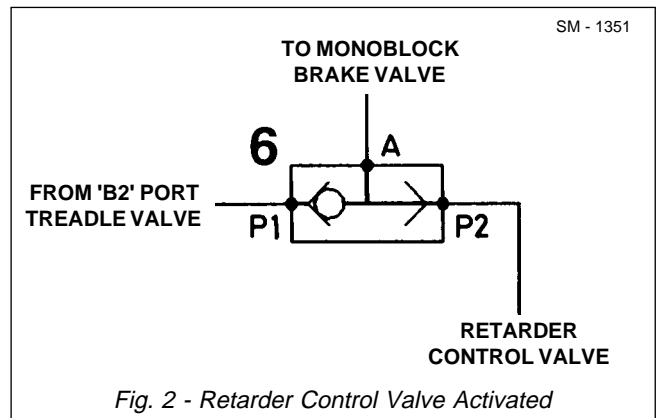 SM - 1351
TO MONOBLOCK
BRAKE VALVE
6
A
FROM 'B2' PORT
TREADLE VALVE
P1
P2
RETARDER
CONTROL VALVE
Fig. 2 - Retarder Control Valve Activated